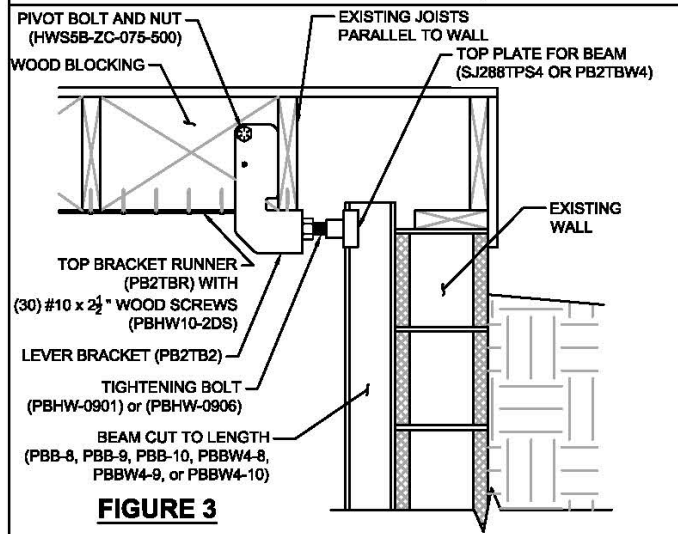 PIVOT BOLT AND NUT
(HWS5B-ZC-075-500)
WOOD BLOCKING
EXISTING JOISTS
PARALLEL TO WALL
TOP PLATE FOR BEAM
(SJ288TPS4 OR PB2TBW4)
EXISTING
WALL
TOP BRACKET RUNNER
(PB2TBR) WITH
(30) #10 x 2½" WOOD SCREWS
(PBHW10-2DS)
LEVER BRACKET (PB2TB2)
TIGHTENING BOLT
(PBHW-0901) or (PBHW-0906)
BEAM CUT TO LENGTH
(PBB-8, PBB-9, PBB-10, PBBW4-8,
PBBW4-9, or PBBW4-10)
FIGURE 3